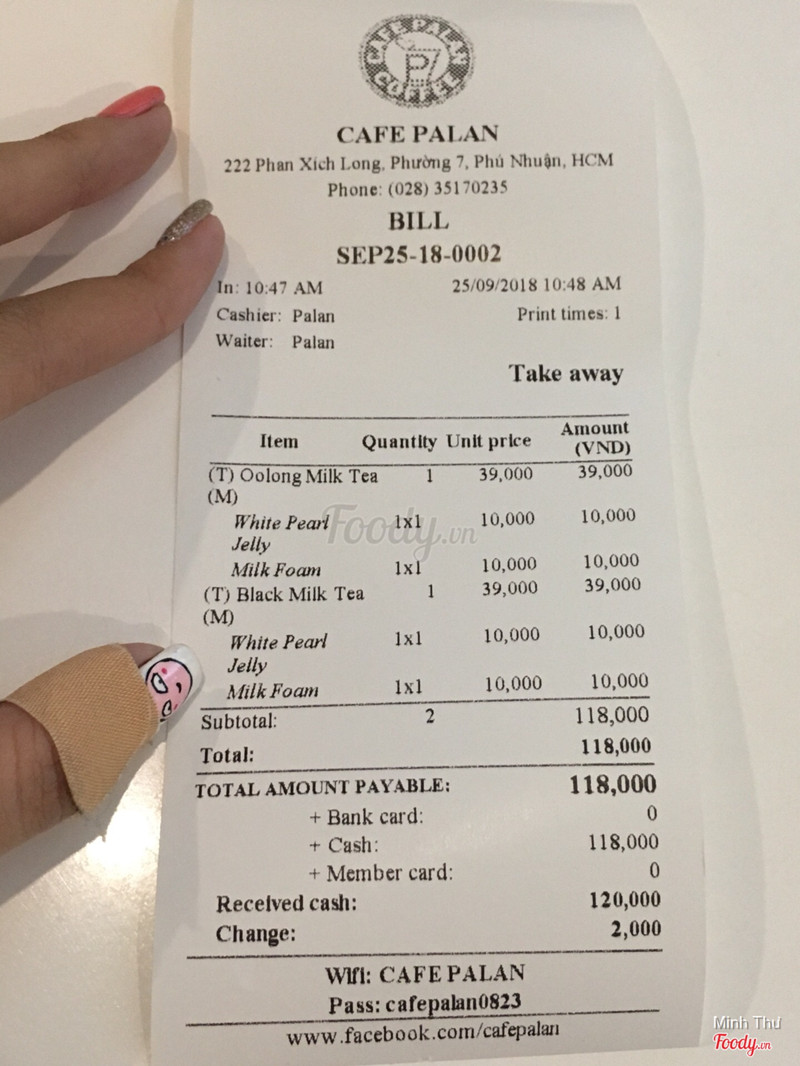 CAFE PALAN
COFFEE
CAFE PALAN
222 Phan Xích Long, Phường 7, Phú Nhuận, HCM
Phone: (028) 35170235
BILL
SEP25-18-0002
In: 10:47 AM 25/09/2018 10:48 AM
Cashier: Palan Print times: 1
Waiter: Palan
Take away
Item Quantity Unit price Amount (VND)
(T) Oolong Milk Tea 1 39,000 39,000
(M)
White Pearl 1x1 10,000 10,000
Jelly
Milk Foam 1x1 10,000 10,000
(T) Black Milk Tea 1 39,000 39,000
(M)
White Pearl 1x1 10,000 10,000
Jelly
Milk Foam 1x1 10,000 10,000
Subtotal: 2 118,000
Total: 118,000
TOTAL AMOUNT PAYABLE: 118,000
+ Bank card: 0
+ Cash: 118,000
+ Member card: 0
Received cash: 120,000
Change: 2,000
Wifi: CAFE PALAN
Pass: cafepalan0823
www.facebook.com/cafepalan
Foody.vn
Minh Thư
Foody.vn